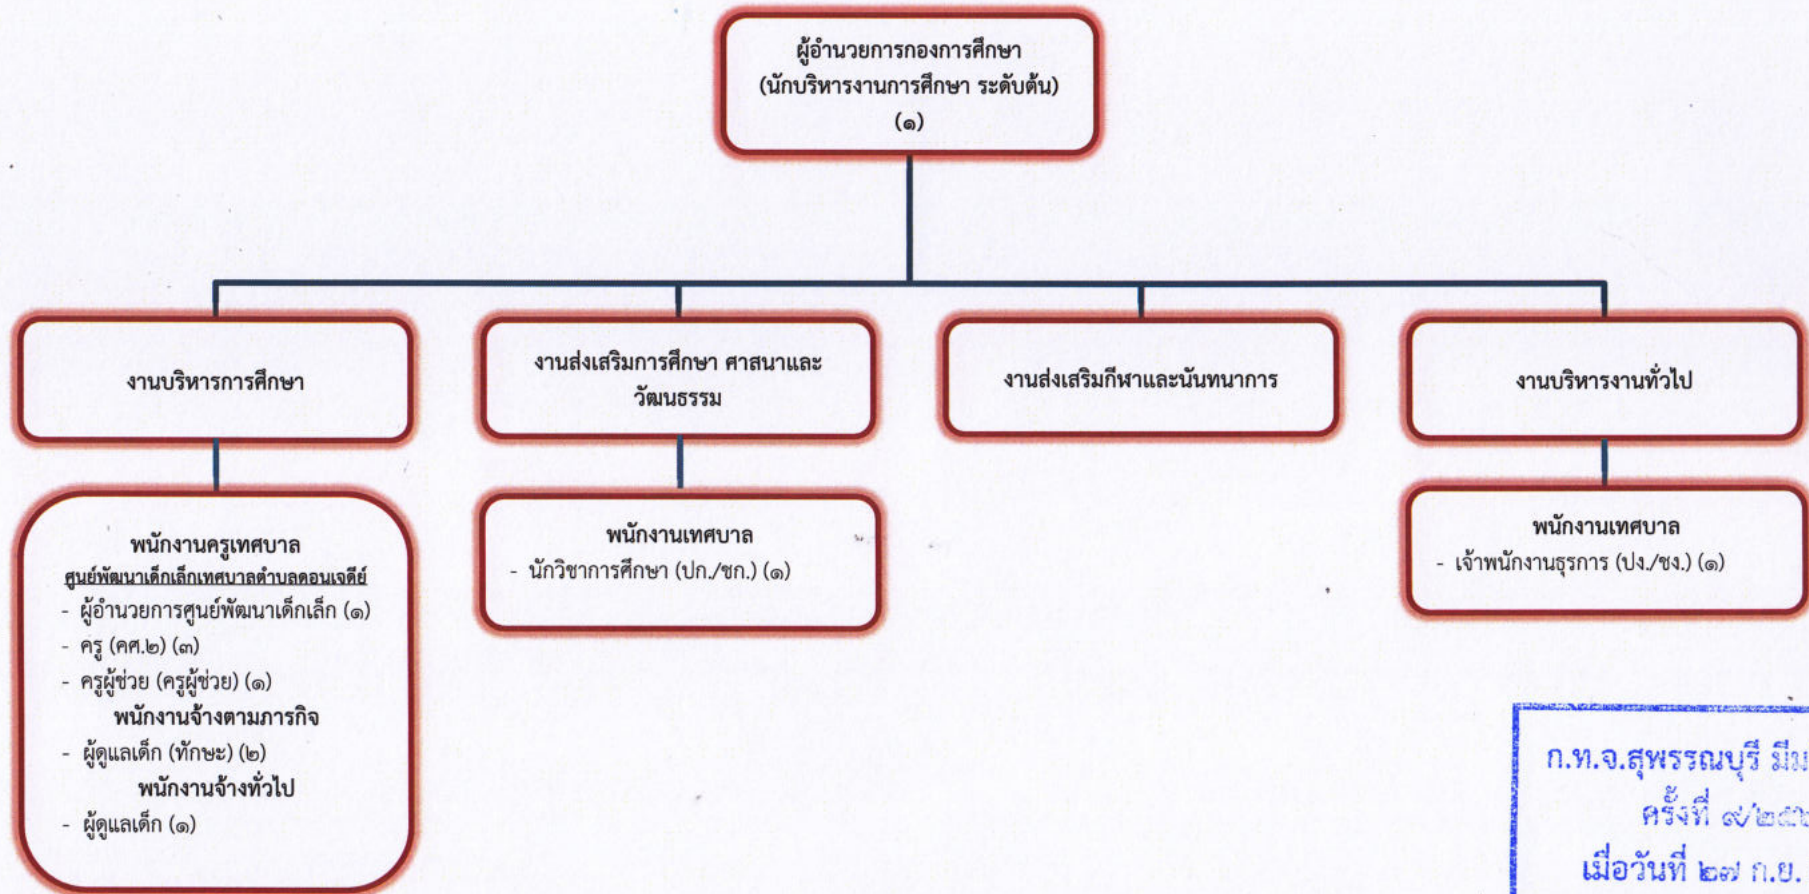 ผู้อำนวยการกองการศึกษา
(นักบริหารงานการศึกษา ระดับต้น)
(๑)
งานบริหารการศึกษา
งานส่งเสริมการศึกษา ศาสนาและ
วัฒนธรรม
งานส่งเสริมกีฬาและนันทนาการ
งานบริหารงานทั่วไป
พนักงานครูเทศบาล
ศูนย์พัฒนาเด็กเล็กเทศบาลตำบลดอนเจดีย์
- ผู้อำนวยการศูนย์พัฒนาเด็กเล็ก (๑)
- ครู (คศ.๒) (๓)
- ครูผู้ช่วย (ครูผู้ช่วย) (๑)
พนักงานจ้างตามภารกิจ
- ผู้ดูแลเด็ก (ทักษะ) (๒)
พนักงานจ้างทั่วไป
- ผู้ดูแลเด็ก (๑)
พนักงานเทศบาล
- นักวิชาการศึกษา (ปก./ชก.) (๑)
พนักงานเทศบาล
- เจ้าพนักงานธุรการ (ปง./ชง.) (๑)
ก.ท.จ.สุพรรณบุรี
ครั้งที่
เมื่อวันที่ ๒๗ ก.ย.